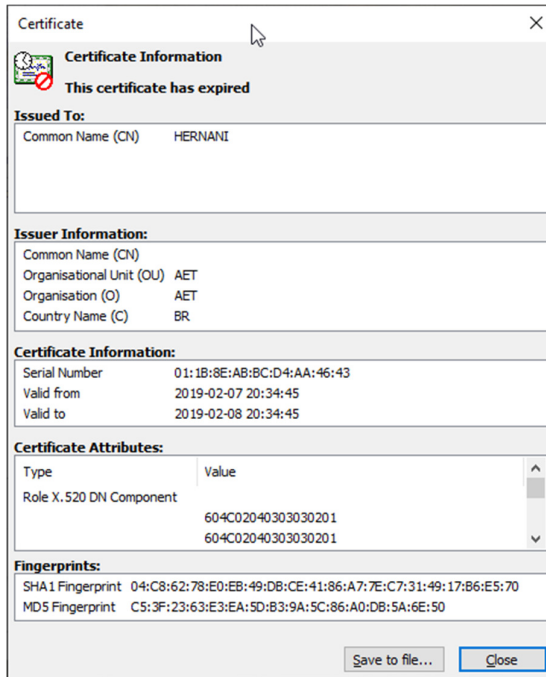 Certificate
Certificate Information
This certificate has expired
Issued To:
Common Name (CN) HERNANI
Issuer Information:
Common Name (CN)
Organisational Unit (OU) AET
Organisation (O) AET
Country Name (C) BR
Certificate Information:
Serial Number 01:1B:8E:AB:BC:D4:AA:46:43
Valid from 2019-02-07 20:34:45
Valid to 2019-02-08 20:34:45
Certificate Attributes:
Type Value
Role X.520 DN Component
604C02040303030201
604C02040303030201
Fingerprints:
SHA1 Fingerprint 04:C8:62:78:E0:EB:49:DB:CE:41:86:A7:7E:C7:31:49:17:B6:E5:70
MD5 Fingerprint C5:3F:23:63:E3:EA:5D:B3:9A:5C:86:A0:DB:5A:6E:50
Save to file... Close